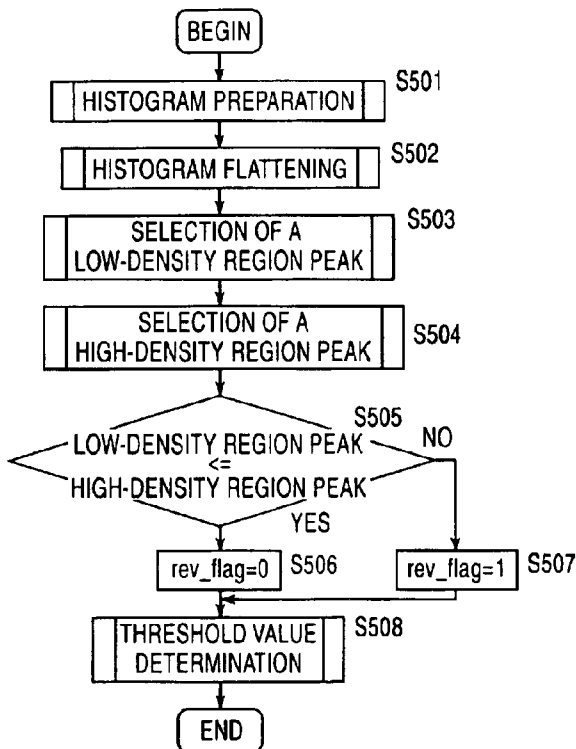 BEGIN
HISTOGRAM PREPARATION
S501
HISTOGRAM FLATTENING
S502
SELECTION OF A
LOW-DENSITY REGION PEAK
S503
SELECTION OF A
HIGH-DENSITY REGION PEAK
S504
S505
LOW-DENSITY REGION PEAK
<=
HIGH-DENSITY REGION PEAK
NO
YES
rev_flag=0
S506
rev_flag=1
S507
THRESHOLD VALUE
DETERMINATION
S508
END